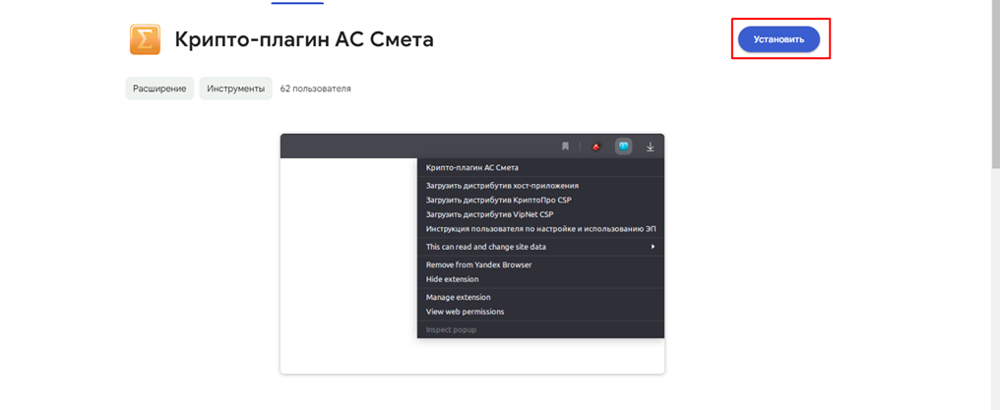 Крипто-плагин АС Смета
Установить
Расширение
Инструменты
62 пользователя
Крипто-плагин АС Смета
Загрузить дистрибутив хост-приложения
Загрузить дистрибутив КриптоПро CSP
Загрузить дистрибутив VipNet CSP
Инструкция пользователя по настройке и использованию ЭП
This can read and change site data
Remove from Yandex Browser
Hide extension
Manage extension
View web permissions
Inspect popup